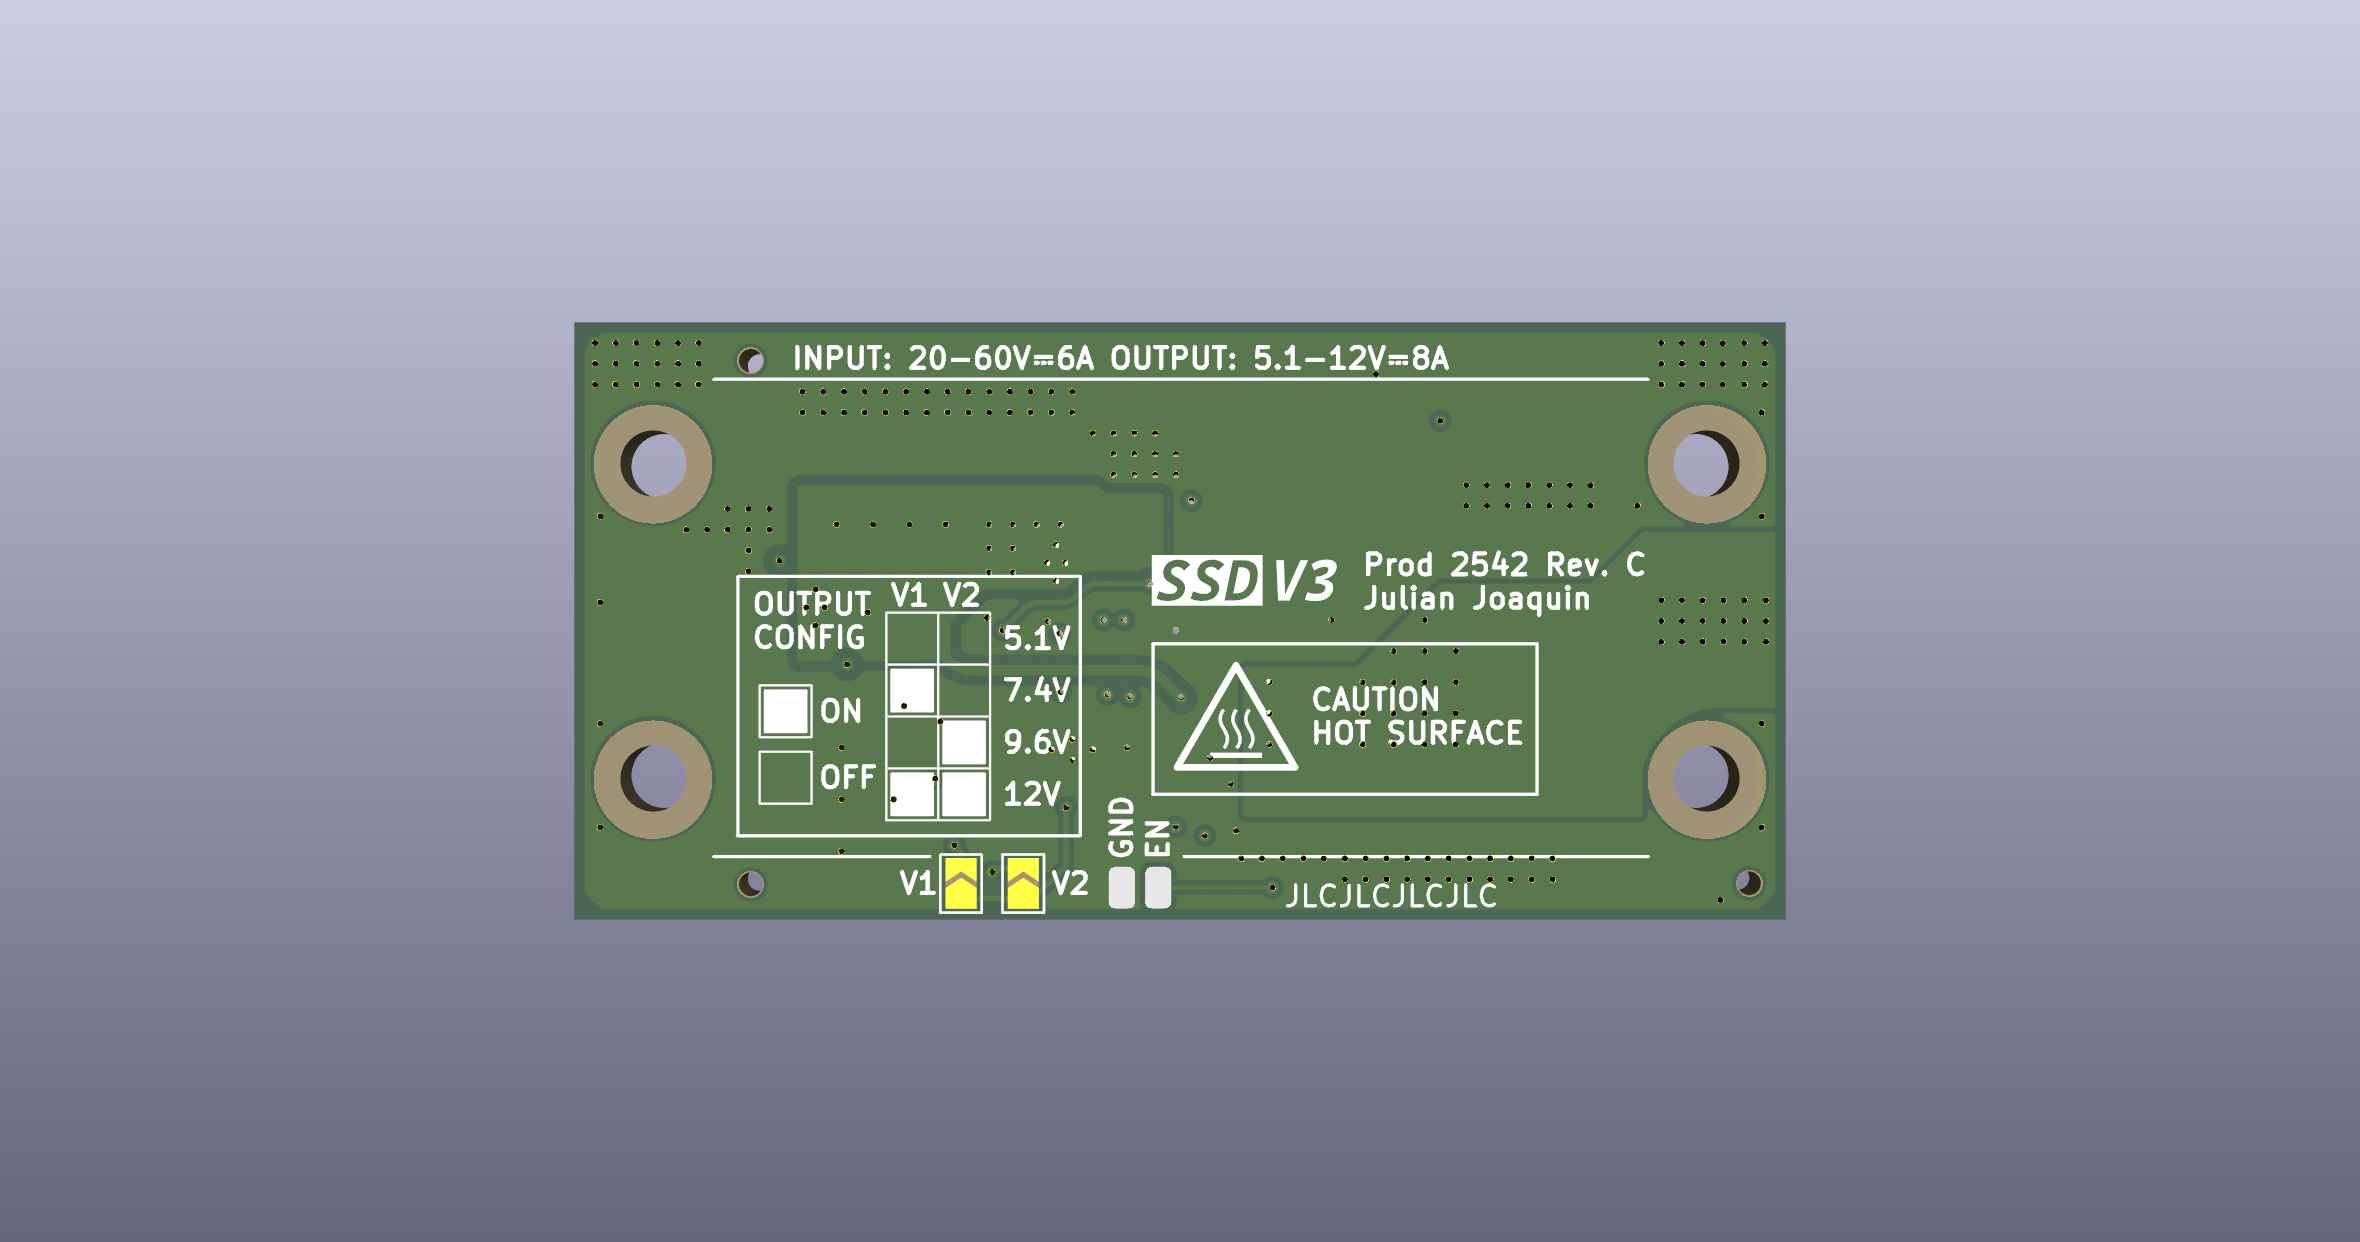 INPUT: 20-60V⎓6A OUTPUT: 5.1-12V⎓8A
SSD V3
Prod 2542 Rev. C
Julian Joaquin
OUTPUT
CONFIG
V1 V2
5.1V
7.4V
9.6V
12V
ON
OFF
CAUTION
HOT SURFACE
V1
V2
GND
EN
JLCJLCJLCJLC